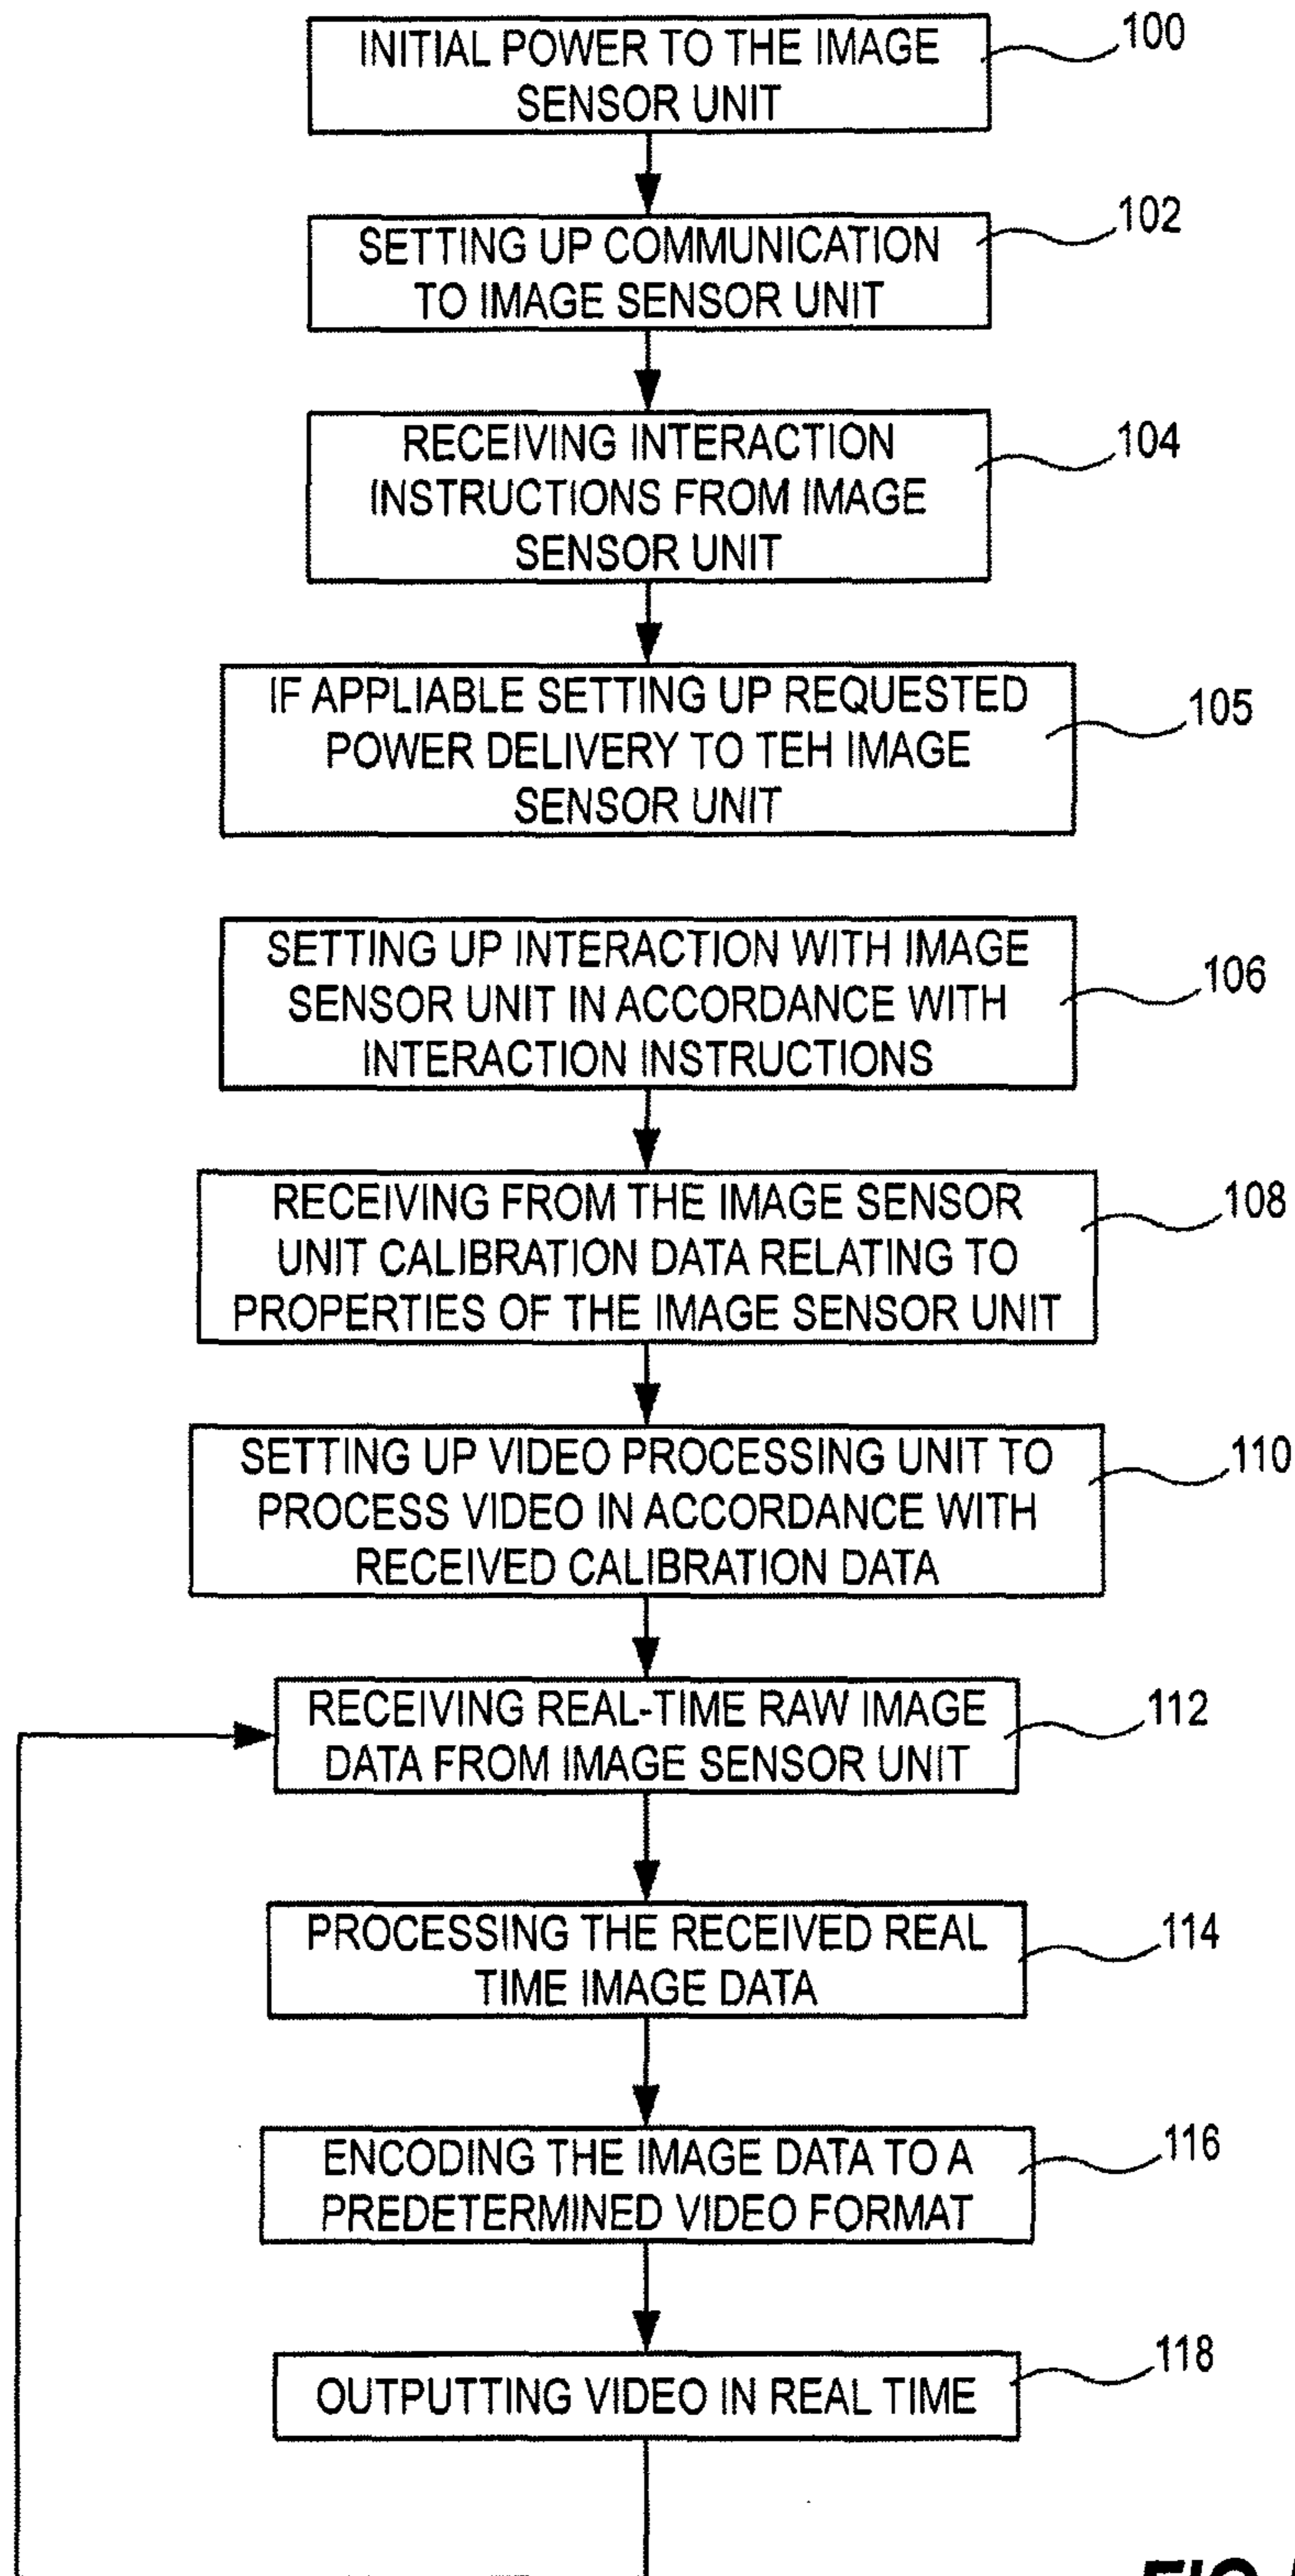 INITIAL POWER TO THE IMAGE
SENSOR UNIT
100
SETTING UP COMMUNICATION
TO IMAGE SENSOR UNIT
102
RECEIVING INTERACTION
INSTRUCTIONS FROM IMAGE
SENSOR UNIT
104
IF APPLIABLE SETTING UP REQUESTED
POWER DELIVERY TO TEH IMAGE
SENSOR UNIT
105
SETTING UP INTERACTION WITH IMAGE
SENSOR UNIT IN ACCORDANCE WITH
INTERACTION INSTRUCTIONS
106
RECEIVING FROM THE IMAGE SENSOR
UNIT CALIBRATION DATA RELATING TO
PROPERTIES OF THE IMAGE SENSOR UNIT
108
SETTING UP VIDEO PROCESSING UNIT TO
PROCESS VIDEO IN ACCORDANCE WITH
RECEIVED CALIBRATION DATA
110
RECEIVING REAL-TIME RAW IMAGE
DATA FROM IMAGE SENSOR UNIT
112
PROCESSING THE RECEIVED REAL
TIME IMAGE DATA
114
ENCODING THE IMAGE DATA TO A
PREDETERMINED VIDEO FORMAT
116
OUTPUTTING VIDEO IN REAL TIME
118